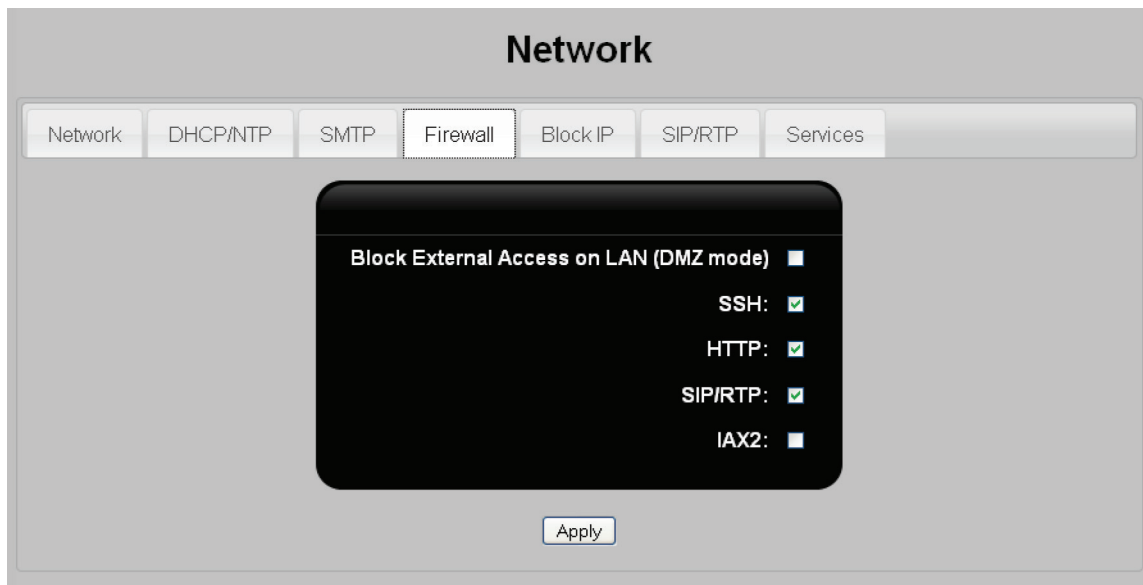 Network
Network DHCP/NTP SMTP Firewall Block IP SIP/RTP Services
Block External Access on LAN (DMZ mode)
SSH:
HTTP:
SIP/RTP:
IAX2:
Apply